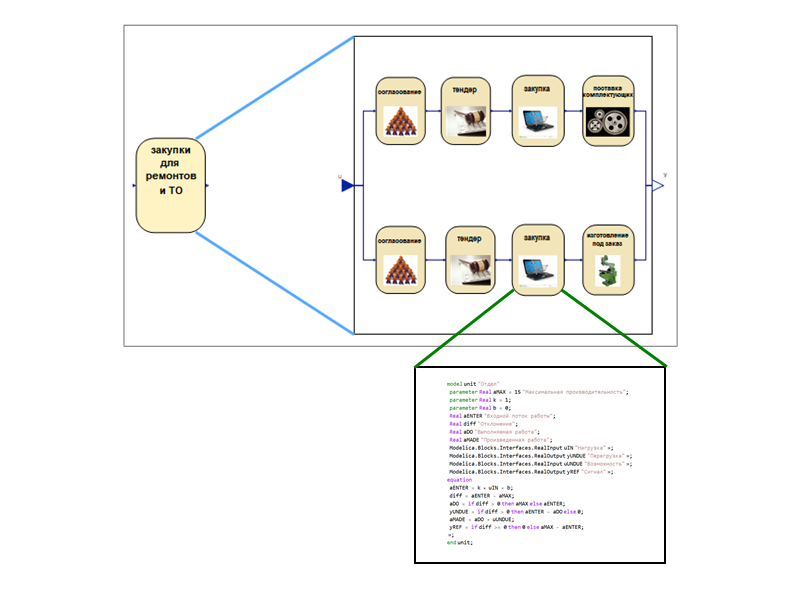 закупки
для
ремонтов
и ТО
согласование
тендер
закупка
поставка
комплектующих
u
y
согласование
тендер
закупка
изготовление
под заказ
model unit "Отдел"
parameter Real aMAX = 15 "Максимальная производительность";
parameter Real k = 1;
parameter Real b = 0;
Real aENTER "Входной поток работы";
Real diff "Отклонение";
Real aDO "Выполняемая работа";
Real aMADE "Произведенная работа";
Modelica.Blocks.Interfaces.RealInput uIN "Нагрузка" =;
Modelica.Blocks.Interfaces.RealOutput yUNDUE "Перегрузка" =;
Modelica.Blocks.Interfaces.RealInput uUNDUE "Возможность" =;
Modelica.Blocks.Interfaces.RealOutput yREF "Сигнал" =;
equation
aENTER = k * uIN + b;
diff = aENTER - aMAX;
aDO = if diff > 0 then aMAX else aENTER;
yUNDUE = if diff > 0 then aENTER - aDO else 0;
aMADE = aDO + uUNDUE;
yREF = if diff >= 0 then 0 else aMAX - aENTER;
=;
end unit;